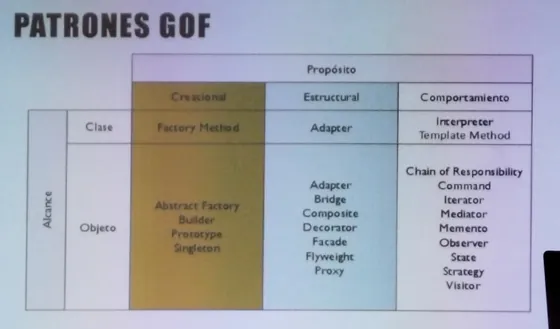 PATRONES GOF
Propósito
Creacional
Estructural
Comportamiento
Alcance
Clase
Factory Method
Adapter
Interpreter
Template Method
Objeto
Abstract Factory
Builder
Prototype
Singleton
Adapter
Bridge
Composite
Decorator
Facade
Flyweight
Proxy
Chain of Responsibility
Command
Iterator
Mediator
Memento
Observer
State
Strategy
Visitor